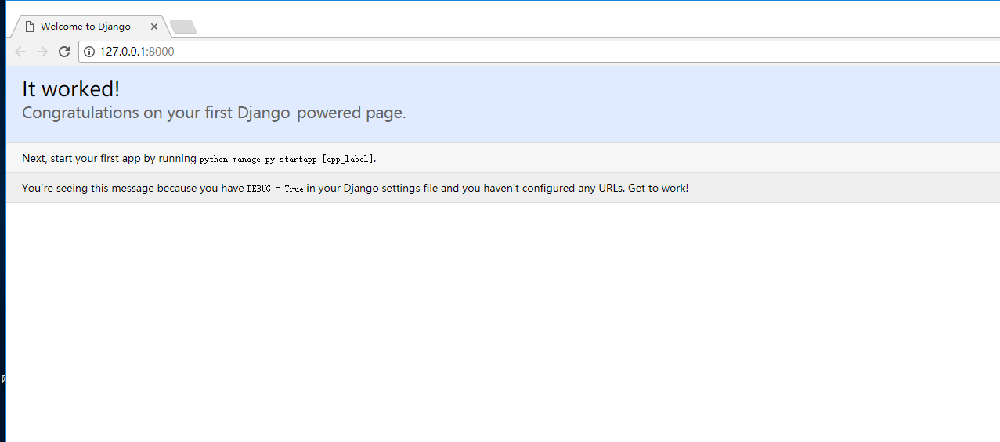 Welcome to Django
127.0.0.1:8000
It worked!
Congratulations on your first Django-powered page.
Next, start your first app by running python manage.py startapp [app_label].
You're seeing this message because you have DEBUG = True in your Django settings file and you haven't configured any URLs. Get to work!